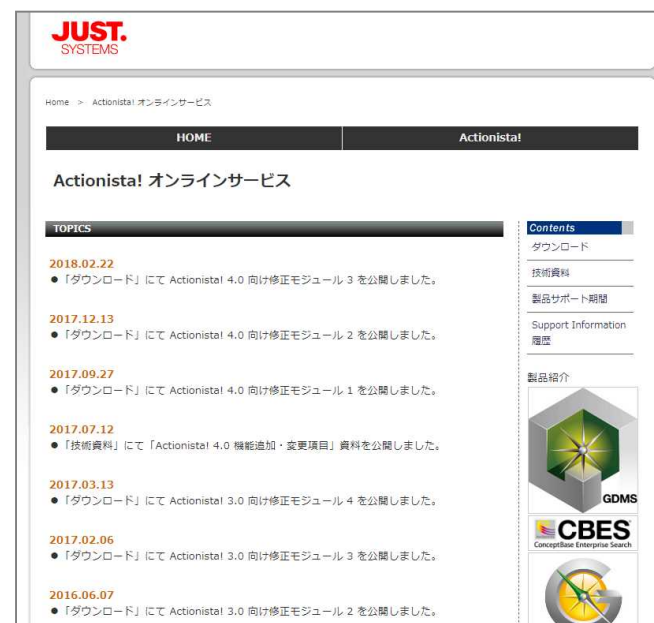 JUST.
SYSTEMS
Home > Actionista! オンラインサービス
HOME
Actionista!
Actionista! オンラインサービス
TOPICS
2018.02.22
●「ダウンロード」にて Actionista! 4.0 向け修正モジュール 3 を公開しました。
2017.12.13
●「ダウンロード」にて Actionista! 4.0 向け修正モジュール 2 を公開しました。
2017.09.27
●「ダウンロード」にて Actionista! 4.0 向け修正モジュール 1 を公開しました。
2017.07.12
●「技術資料」にて「Actionista! 4.0 機能追加・変更項目」資料を公開しました。
2017.03.13
●「ダウンロード」にて Actionista! 3.0 向け修正モジュール 4 を公開しました。
2017.02.06
●「ダウンロード」にて Actionista! 3.0 向け修正モジュール 3 を公開しました。
2016.06.07
●「ダウンロード」にて Actionista! 3.0 向け修正モジュール 2 を公開しました。
Contents
ダウンロード
技術資料
製品サポート期間
Support Information
履歴
製品紹介
GDMS
CBES
ConceptBase Enterprise Search